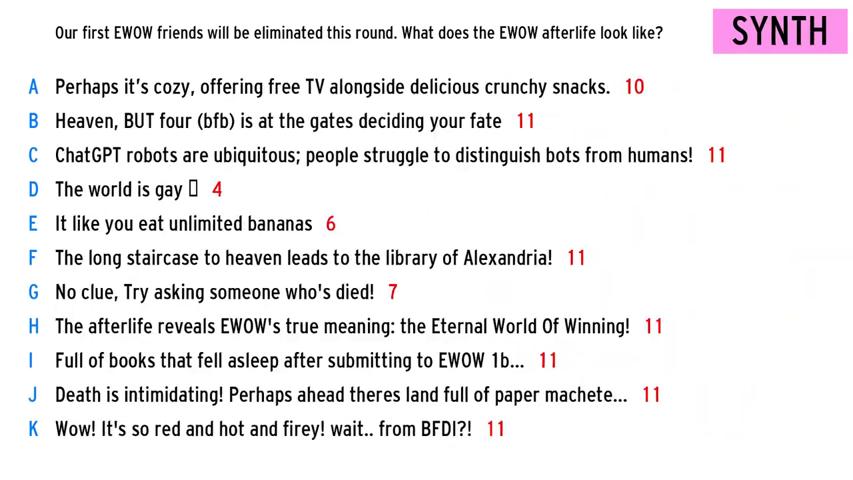 Our first EWOW friends will be eliminated this round. What does the EWOW afterlife look like?
SYNTH
A Perhaps it's cozy, offering free TV alongside delicious crunchy snacks. 10
B Heaven, BUT four (bfb) is at the gates deciding your fate 11
C ChatGPT robots are ubiquitous; people struggle to distinguish bots from humans! 11
D The world is gay ▯ 4
E It like you eat unlimited bananas 6
F The long staircase to heaven leads to the library of Alexandria! 11
G No clue, Try asking someone who's died! 7
H The afterlife reveals EWOW's true meaning: the Eternal World Of Winning! 11
I Full of books that fell asleep after submitting to EWOW 1b... 11
J Death is intimidating! Perhaps ahead theres land full of paper machete... 11
K Wow! It's so red and hot and firey! wait.. from BFDI?! 11